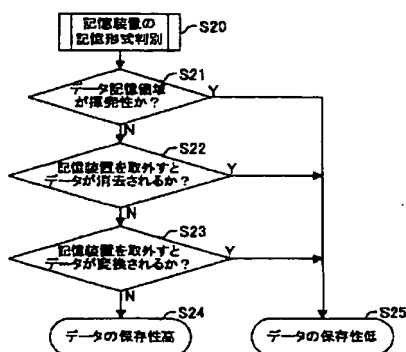 記憶装置の
記憶形式判別
S20
S21
データ記憶領域
が揮発性か？
Y
N
S22
記憶装置を取外すと
データが消去されるか？
Y
N
S23
記憶装置を取外すと
データが変換されるか？
Y
N
S24
データの保存性高
S25
データの保存性低